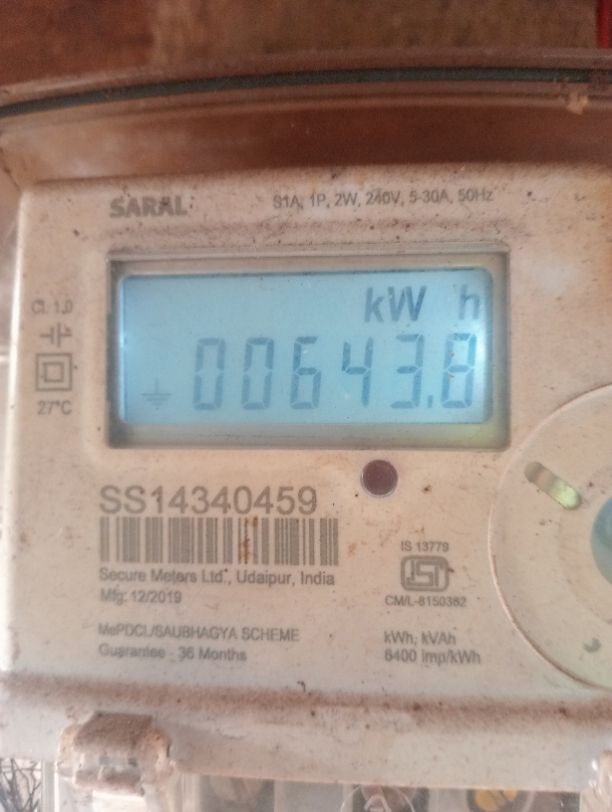 SARAL
S1A, 1P, 2W, 240V, 5-30A, 50Hz
Cl. 1.0
27°C
kW h
00643.8
SS14340459
Secure Meters Ltd., Udaipur, India
Mfg: 12/2019
MePDCL/SAUBHAGYA SCHEME
Guarantee - 36 Months
IS 13779
ISI
CM/L-8150362
kWh, kVAh
6400 imp/kWh